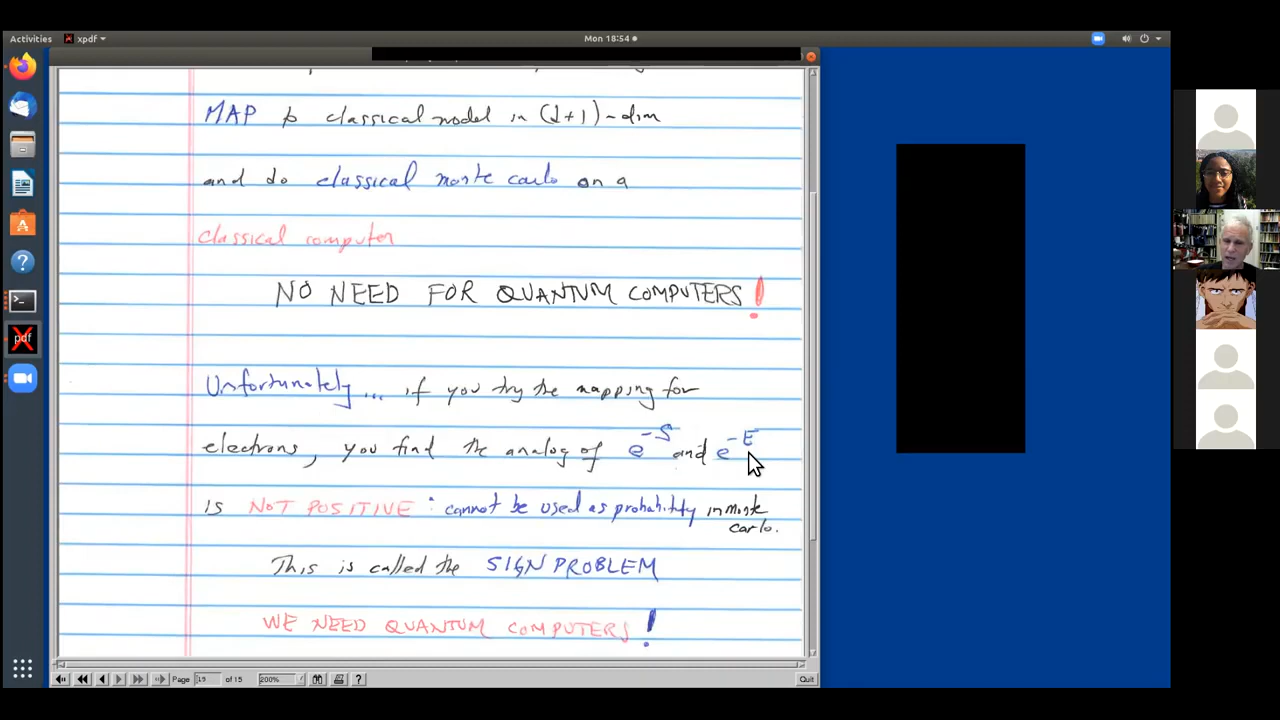 Activities xpdf Mon 18:54
MAP to classical model in (d+1)-dim
and do classical monte carlo on a
classical computer
NO NEED FOR QUANTUM COMPUTERS!
Unfortunately... if you try the mapping for
electrons, you find the analog of e^-S and e^-E
is NOT POSITIVE : cannot be used as probability in monte
carlo.
This is called the SIGN PROBLEM
WE NEED QUANTUM COMPUTERS!
Page 19 of 15 200% ? Quit
pdf